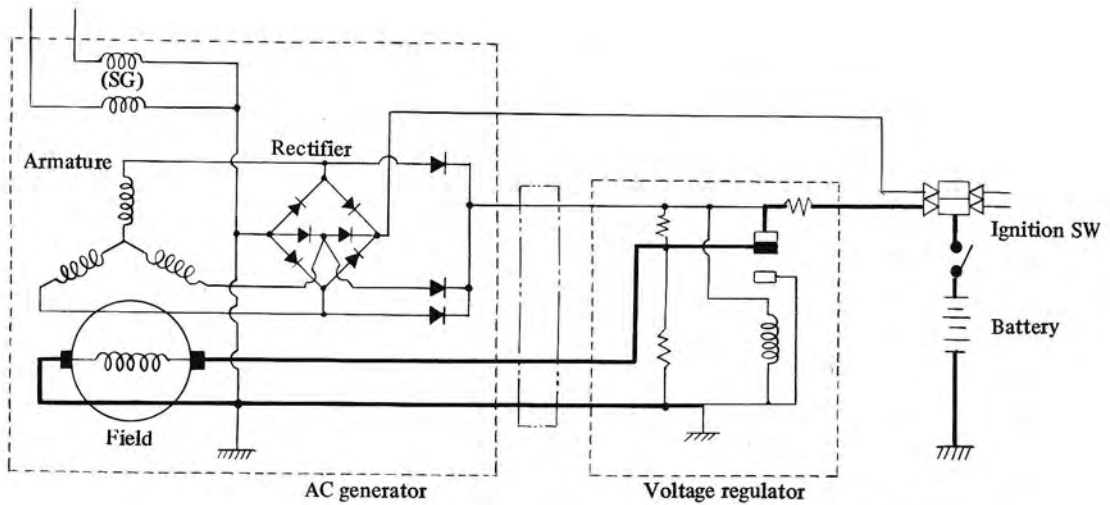 (SG)
Armature
Rectifier
Ignition SW
Battery
Field
AC generator
Voltage regulator